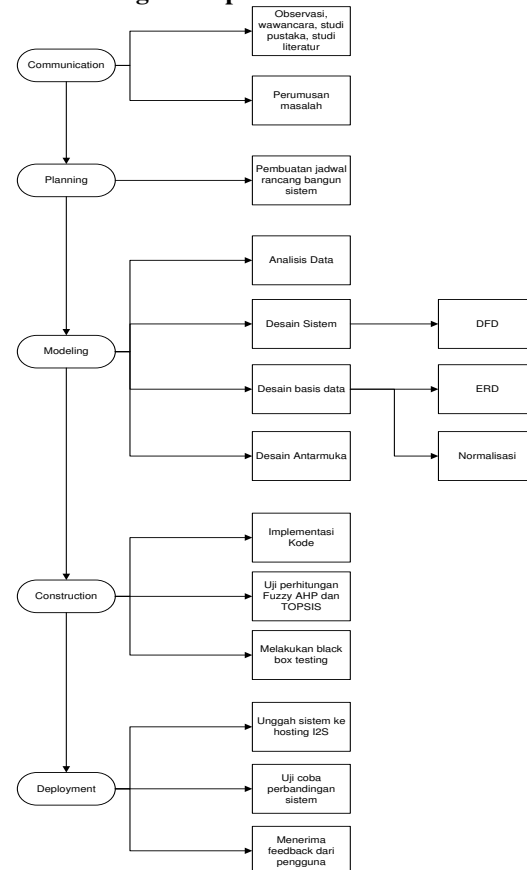 Observasi,
wawancara, studi
pustaka, studi
literatur
Communication
Perumusan
masalah
Planning
Pembuatan jadwal
rancang bangun
sistem
Analisis Data
Desain Sistem
DFD
Modeling
Desain basis data
ERD
Desain Antarmuka
Normalisasi
Implementasi
Kode
Construction
Uji perhitungan
Fuzzy AHP dan
TOPSIS
Melakukan black
box testing
Unggah sistem ke
hosting I2S
Deployment
Uji coba
perbandingan
sistem
Menerima
feedback dari
pengguna